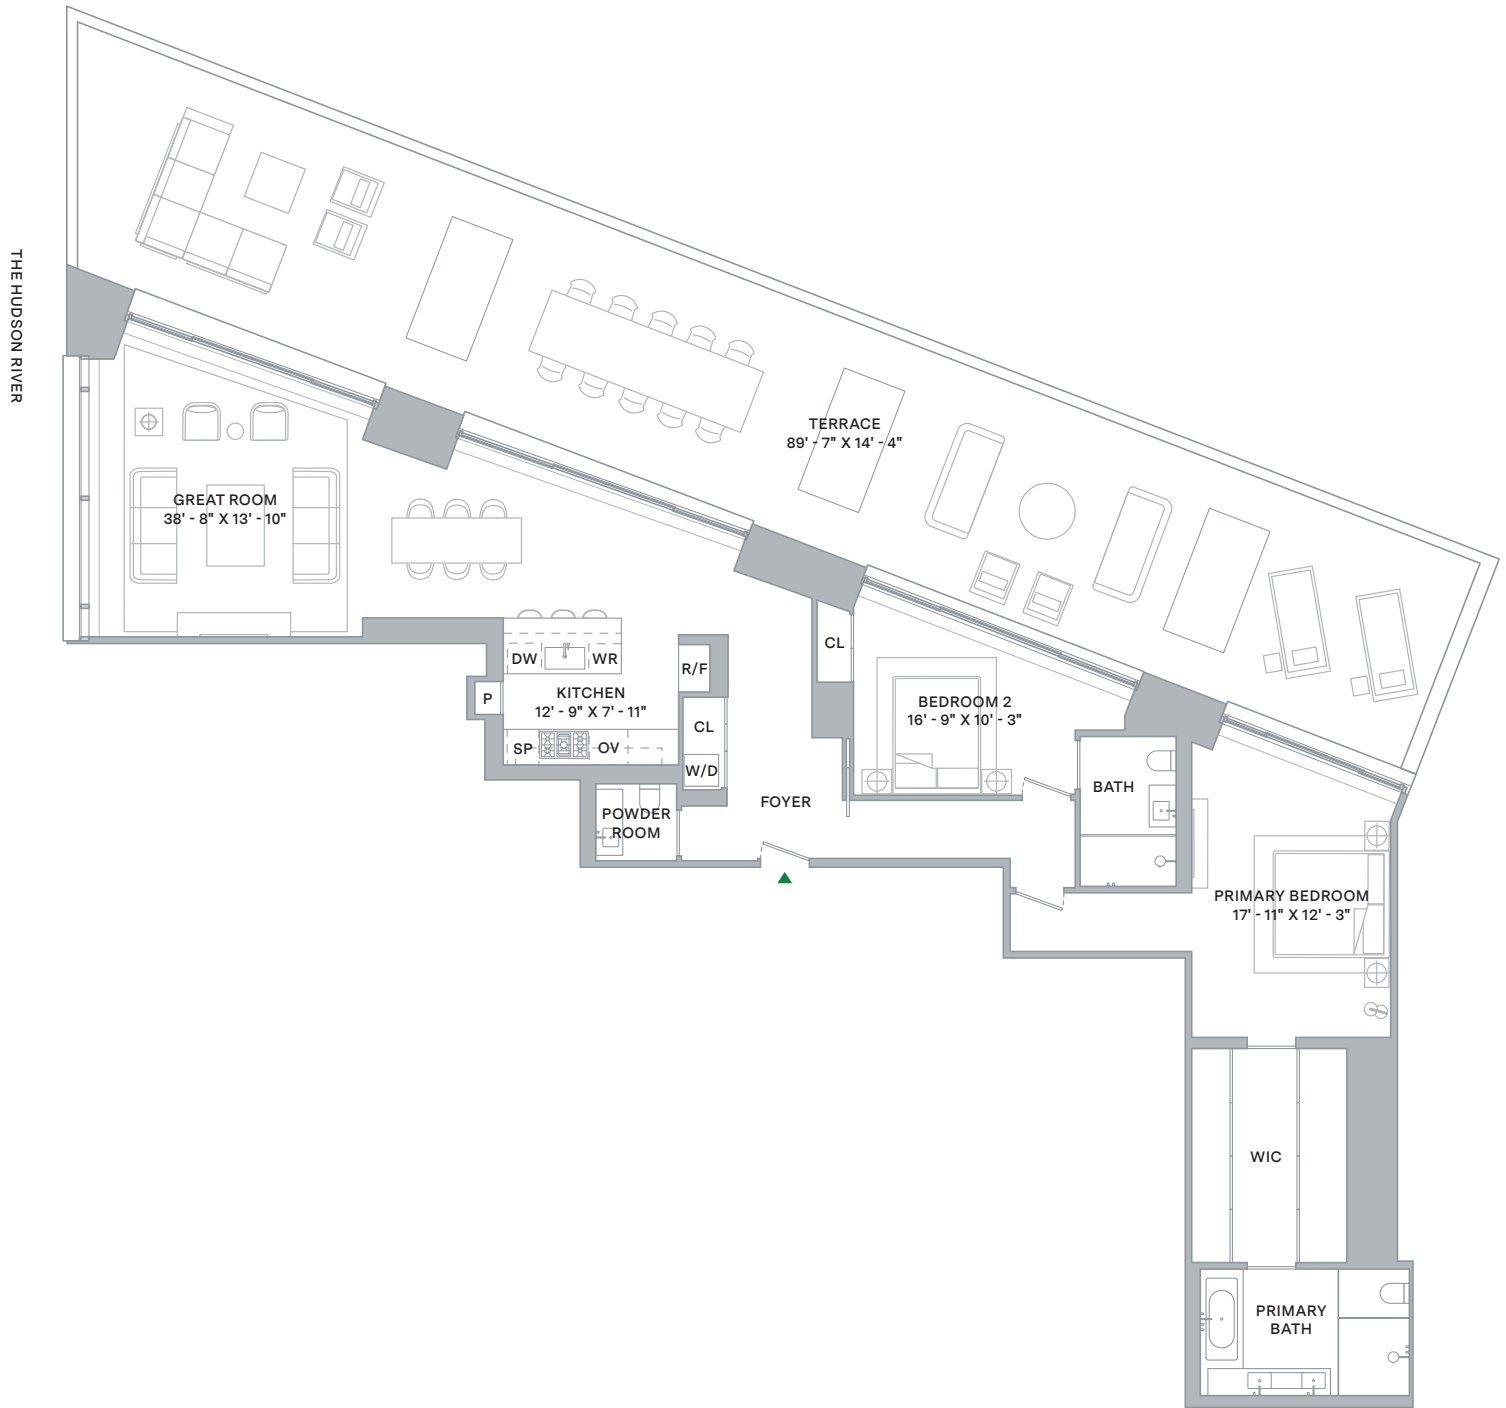 THE HUDSON RIVER
TERRACE
89' - 7" X 14' - 4"
GREAT ROOM
38' - 8" X 13' - 10"
CL
DW
WR
R/F
P
KITCHEN
12' - 9" X 7' - 11"
BEDROOM 2
16' - 9" X 10' - 3"
CL
SP
OV
W/D
BATH
FOYER
POWDER
ROOM
PRIMARY BEDROOM
17' - 11" X 12' - 3"
WIC
PRIMARY
BATH